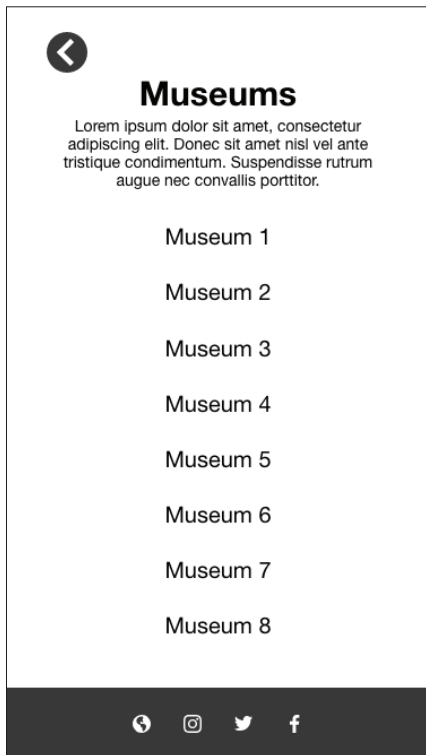 Museums
Lorem ipsum dolor sit amet, consectetur
adipiscing elit. Donec sit amet nisl vel ante
tristique condimentum. Suspendisse rutrum
augue nec convallis porttitor.
Museum 1
Museum 2
Museum 3
Museum 4
Museum 5
Museum 6
Museum 7
Museum 8